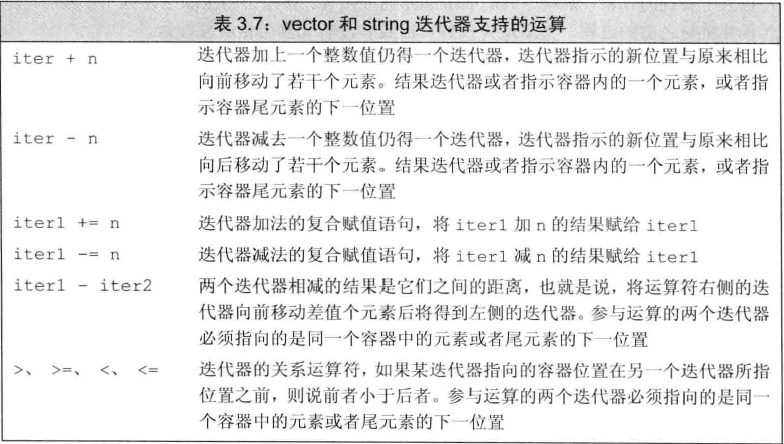 表 3.7：vector 和 string 迭代器支持的运算
iter + n 迭代器加上一个整数值仍得一个迭代器，迭代器指示的新位置与原来相比
向前移动了若干个元素。结果迭代器或者指示容器内的一个元素，或者指
示容器尾元素的下一位置
iter - n 迭代器减去一个整数值仍得一个迭代器，迭代器指示的新位置与原来相比
向后移动了若干个元素。结果迭代器或者指示容器内的一个元素，或者指
示容器尾元素的下一位置
iter1 += n 迭代器加法的复合赋值语句，将 iter1 加 n 的结果赋给 iter1
iter1 -= n 迭代器减法的复合赋值语句，将 iter1 减 n 的结果赋给 iter1
iter1 - iter2 两个迭代器相减的结果是它们之间的距离，也就是说，将运算符右侧的迭
代器向前移动差值个元素后将得到左侧的迭代器。参与运算的两个迭代器
必须指向的是同一个容器中的元素或者尾元素的下一位置
>、 >=、 <、 <= 迭代器的关系运算符，如果某迭代器指向的容器位置在另一个迭代器所指
位置之前，则说前者小于后者。参与运算的两个迭代器必须指向的是同一
个容器中的元素或者尾元素的下一位置